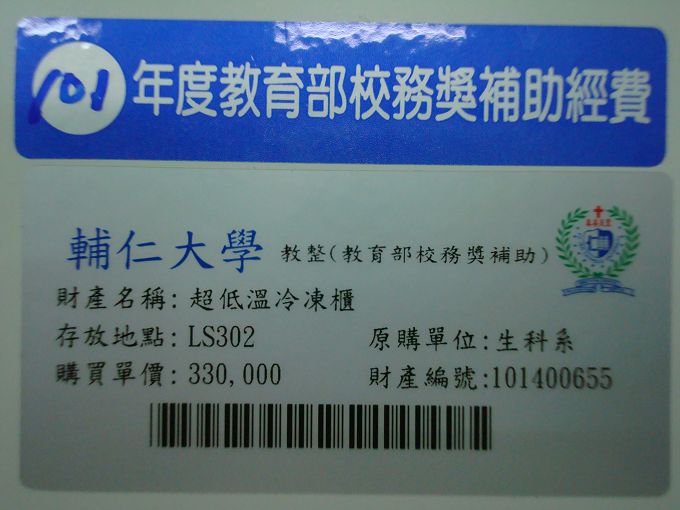 101年度教育部校務獎補助經費
輔仁大學 教整(教育部校務獎補助)
財產名稱: 超低溫冷凍櫃
存放地點: LS302 原購單位:生科系
購買單價: 330,000 財產編號:101400655